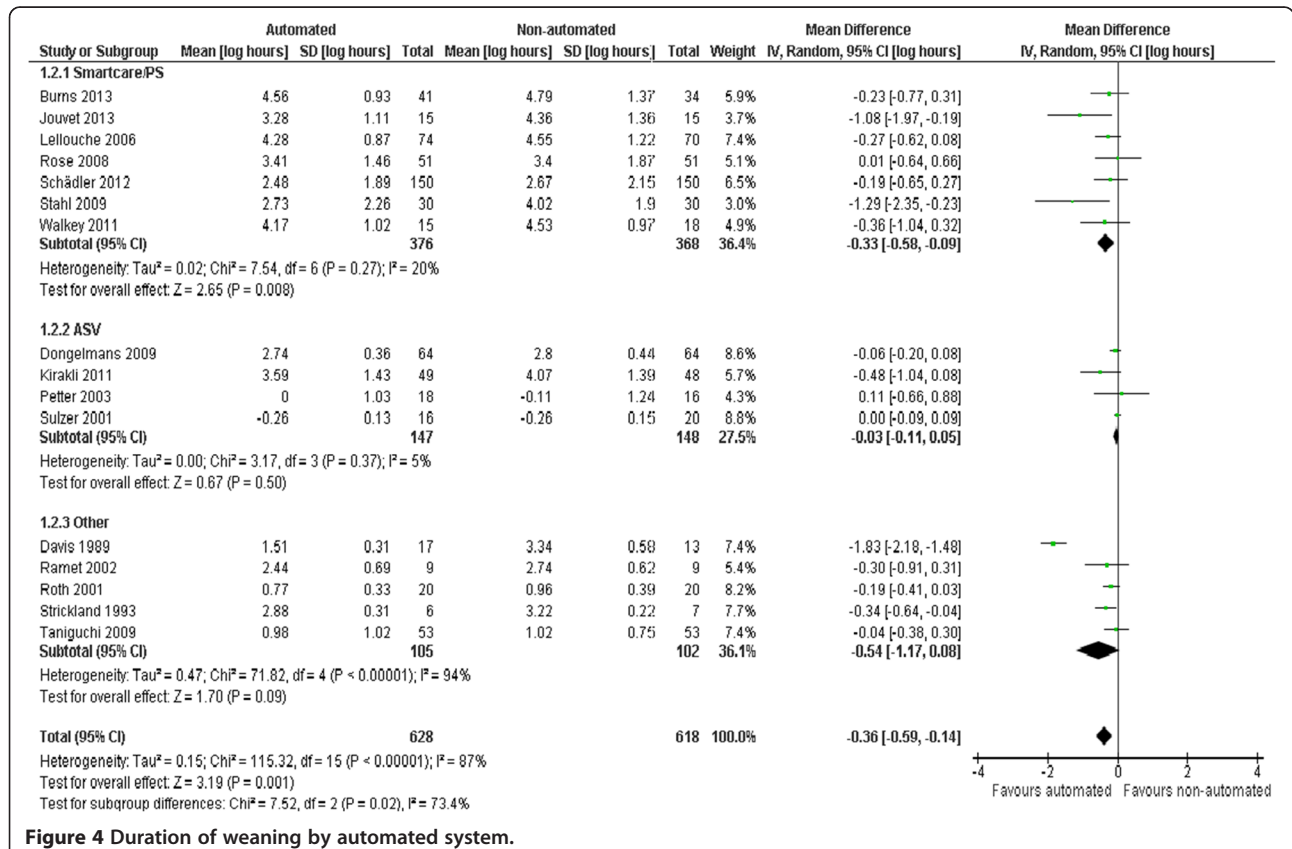 Automated Non-automated Mean Difference Mean Difference
Study or Subgroup Mean [log hours] SD [log hours] Total Mean [log hours] SD [log hours] Total Weight IV, Random, 95% CI [log hours] IV, Random, 95% CI [log hours]
1.2.1 Smartcare/PS
Burns 2013 4.56 0.93 41 4.79 1.37 34 5.9% -0.23 [-0.77, 0.31]
Jouvet 2013 3.28 1.11 15 4.36 1.36 15 3.7% -1.08 [-1.97, -0.19]
Lellouche 2006 4.28 0.87 74 4.55 1.22 70 7.4% -0.27 [-0.62, 0.08]
Rose 2008 3.41 1.46 51 3.4 1.87 51 5.1% 0.01 [-0.64, 0.66]
Schädler 2012 2.48 1.89 150 2.67 2.15 150 6.5% -0.19 [-0.65, 0.27]
Stahl 2009 2.73 2.26 30 4.02 1.9 30 3.0% -1.29 [-2.35, -0.23]
Walkey 2011 4.17 1.02 15 4.53 0.97 18 4.9% -0.36 [-1.04, 0.32]
Subtotal (95% CI) 376 368 36.4% -0.33 [-0.58, -0.09]
Heterogeneity: Tau² = 0.02; Chi² = 7.54, df = 6 (P = 0.27); I² = 20%
Test for overall effect: Z = 2.65 (P = 0.008)
1.2.2 ASV
Dongelmans 2009 2.74 0.36 64 2.8 0.44 64 8.6% -0.06 [-0.20, 0.08]
Kirakli 2011 3.59 1.43 49 4.07 1.39 48 5.7% -0.48 [-1.04, 0.08]
Petter 2003 0 1.03 18 -0.11 1.24 16 4.3% 0.11 [-0.66, 0.88]
Sulzer 2001 -0.26 0.13 16 -0.26 0.15 20 8.8% 0.00 [-0.09, 0.09]
Subtotal (95% CI) 147 148 27.5% -0.03 [-0.11, 0.05]
Heterogeneity: Tau² = 0.00; Chi² = 3.17, df = 3 (P = 0.37); I² = 5%
Test for overall effect: Z = 0.67 (P = 0.50)
1.2.3 Other
Davis 1989 1.51 0.31 17 3.34 0.58 13 7.4% -1.83 [-2.18, -1.48]
Ramet 2002 2.44 0.69 9 2.74 0.62 9 5.4% -0.30 [-0.91, 0.31]
Roth 2001 0.77 0.33 20 0.96 0.39 20 8.2% -0.19 [-0.41, 0.03]
Strickland 1993 2.88 0.31 6 3.22 0.22 7 7.7% -0.34 [-0.64, -0.04]
Taniguchi 2009 0.98 1.02 53 1.02 0.75 53 7.4% -0.04 [-0.38, 0.30]
Subtotal (95% CI) 105 102 36.1% -0.54 [-1.17, 0.08]
Heterogeneity: Tau² = 0.47; Chi² = 71.82, df = 4 (P < 0.00001); I² = 94%
Test for overall effect: Z = 1.70 (P = 0.09)
Total (95% CI) 628 618 100.0% -0.36 [-0.59, -0.14]
Heterogeneity: Tau² = 0.15; Chi² = 115.32, df = 15 (P < 0.00001); I² = 87%
Test for overall effect: Z = 3.19 (P = 0.001)
Test for subgroup differences: Chi² = 7.52, df = 2 (P = 0.02), I² = 73.4%
-4 -2 0 2 4
Favours automated Favours non-automated
Figure 4 Duration of weaning by automated system.